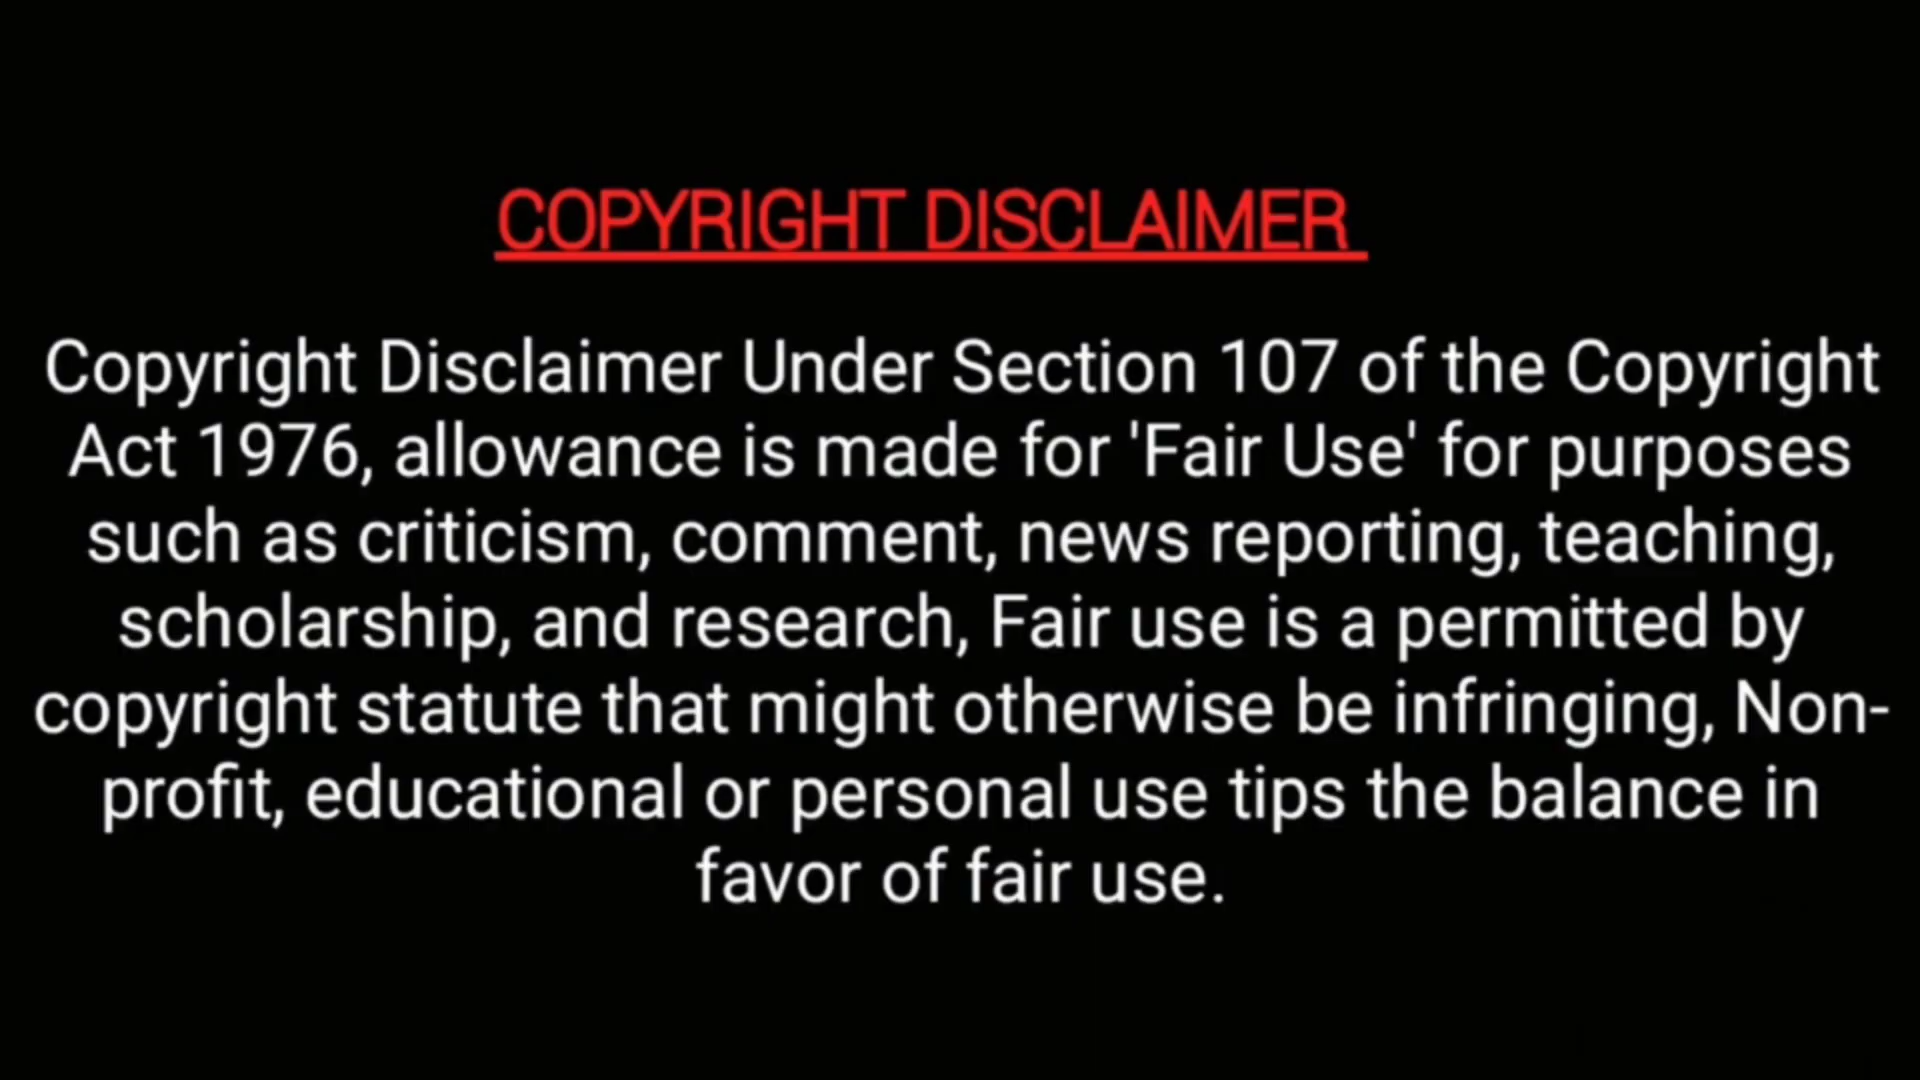 COPYRIGHT DISCLAIMER
Copyright Disclaimer Under Section 107 of the Copyright
Act 1976, allowance is made for 'Fair Use' for purposes
such as criticism, comment, news reporting, teaching,
scholarship, and research, Fair use is a permitted by
copyright statute that might otherwise be infringing, Non-
profit, educational or personal use tips the balance in
favor of fair use.